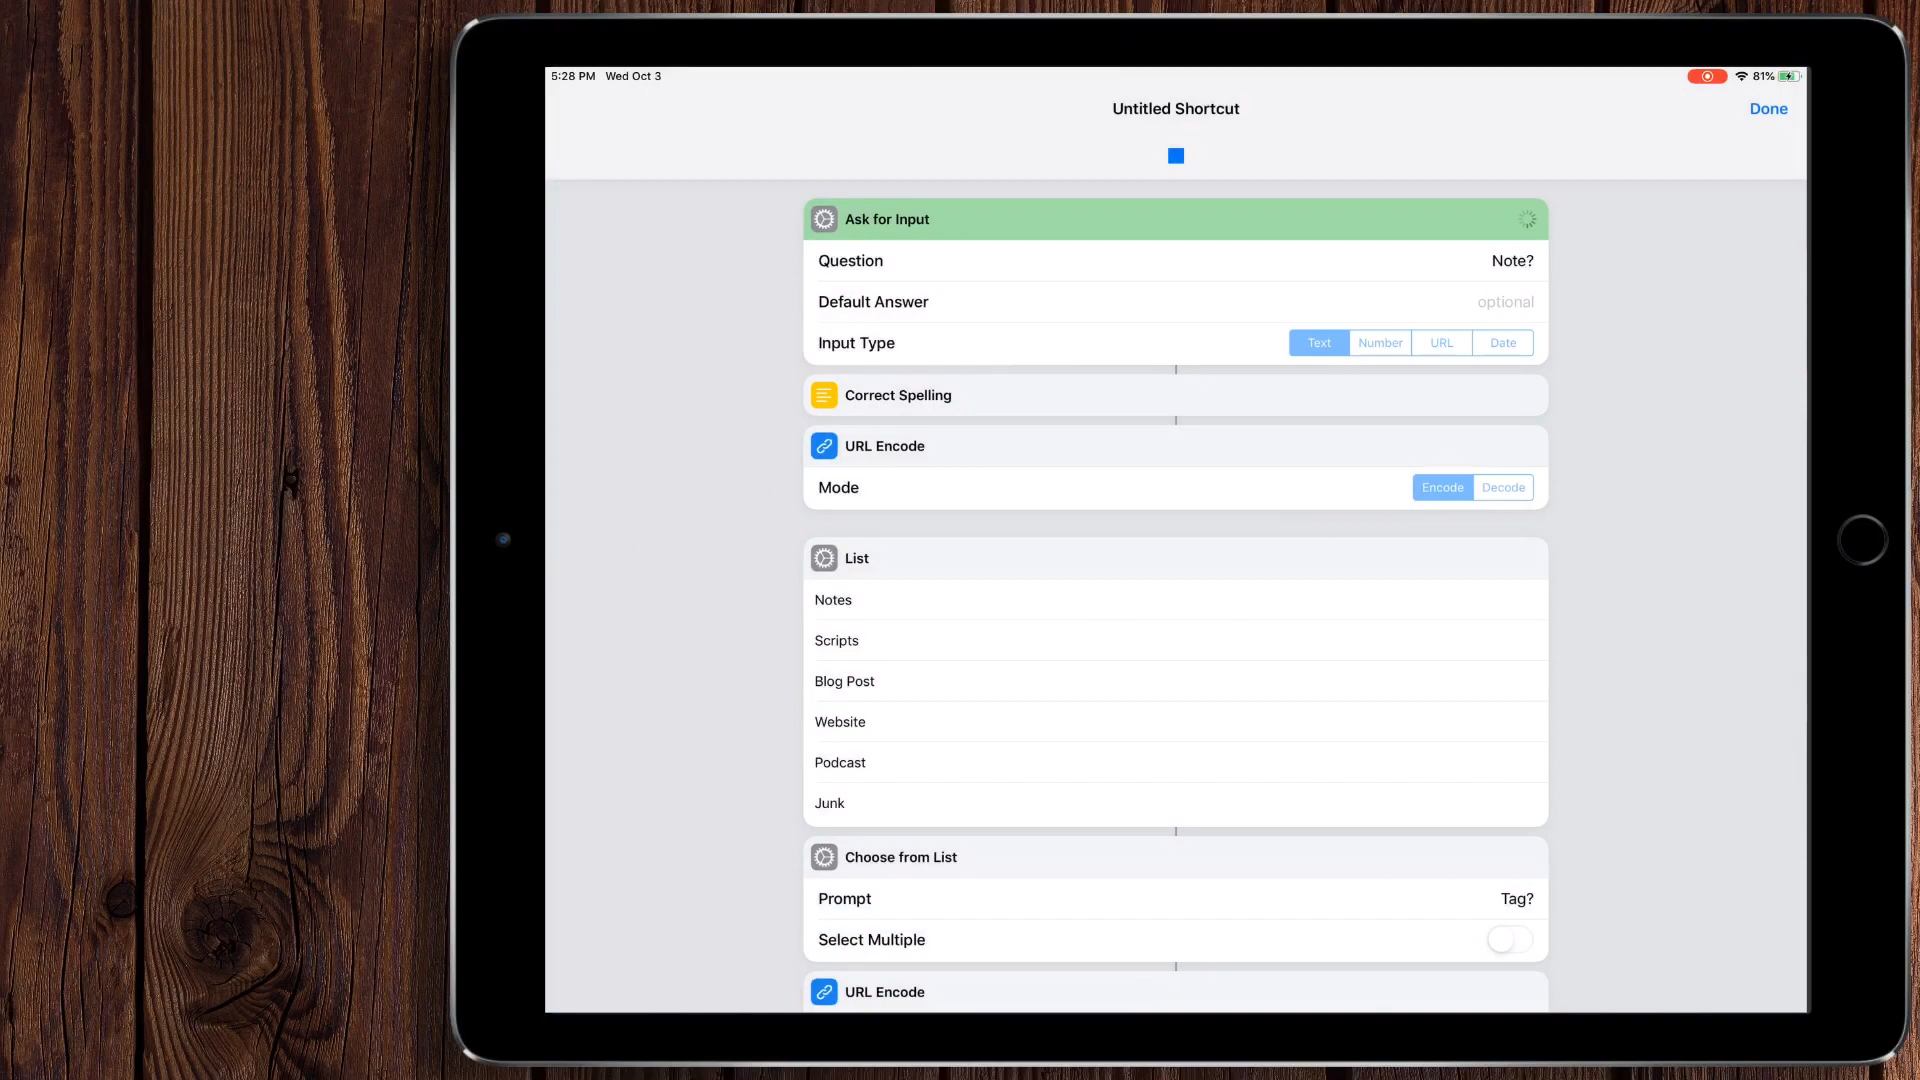 5:28 PM Wed Oct 3
81%
Untitled Shortcut
Done
Ask for Input
Question
Note?
Default Answer
optional
Input Type
Text Number URL Date
Correct Spelling
URL Encode
Mode
Encode Decode
List
Notes
Scripts
Blog Post
Website
Podcast
Junk
Choose from List
Prompt
Tag?
Select Multiple
URL Encode